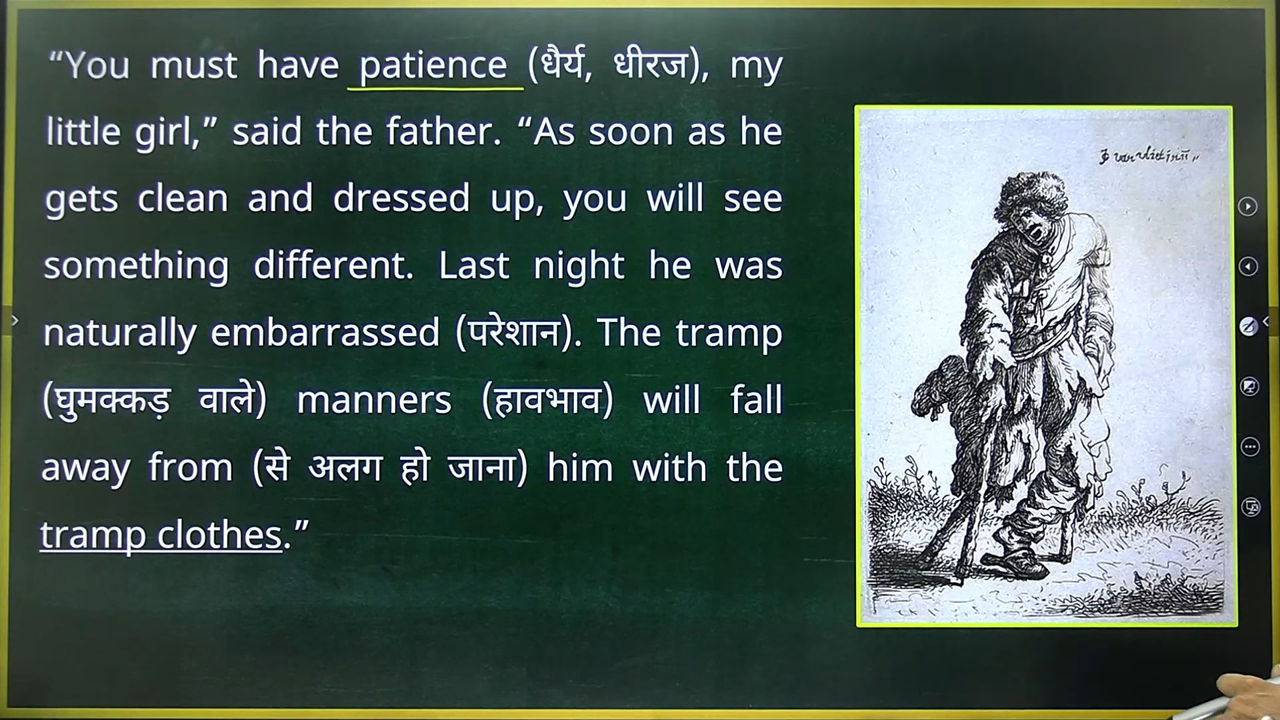 “You must have patience (धैर्य, धीरज), my
little girl,” said the father. “As soon as he
gets clean and dressed up, you will see
something different. Last night he was
naturally embarrassed (परेशान). The tramp
(घुमक्कड़ वाले) manners (हावभाव) will fall
away from (से अलग हो जाना) him with the
tramp clothes.”